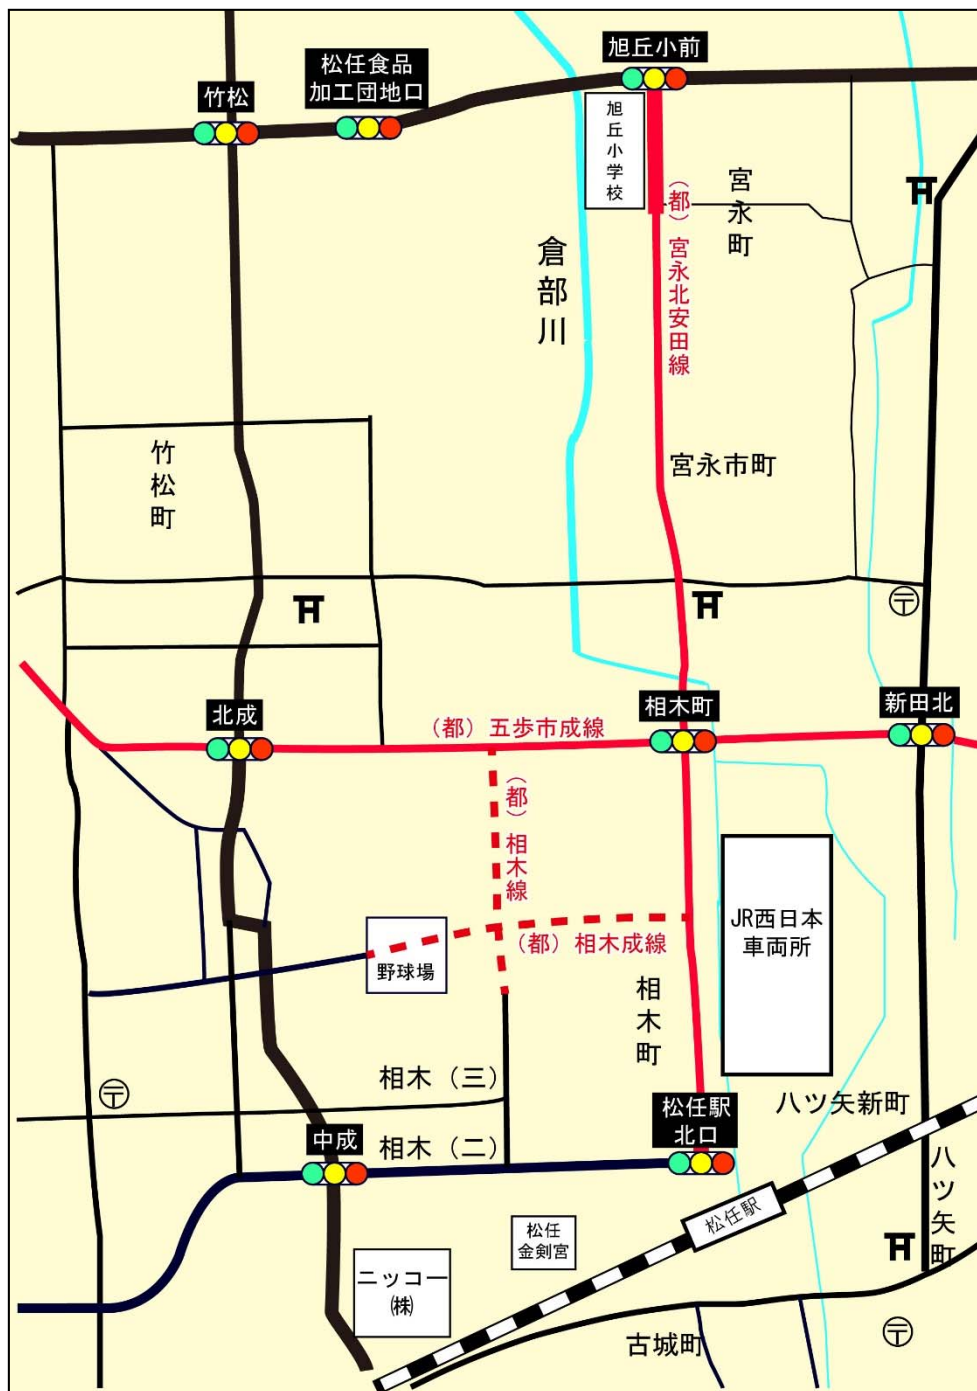 旭丘小前
松任食品
加工団地口
竹松
旭丘小学校
宮永町
(都)宮永北安田線
倉部川
竹松町
宮永市町
〒
北成
(都)五歩市成線
相木町
新田北
(都)相木線
(都)相木成線
JR西日本
車両所
野球場
相木町
相木(三)
〒
八ツ矢新町
松任駅
北口
中成
相木(二)
八ツ矢町
松任駅
松任
金剣宮
ニッコー
㈱
古城町
〒